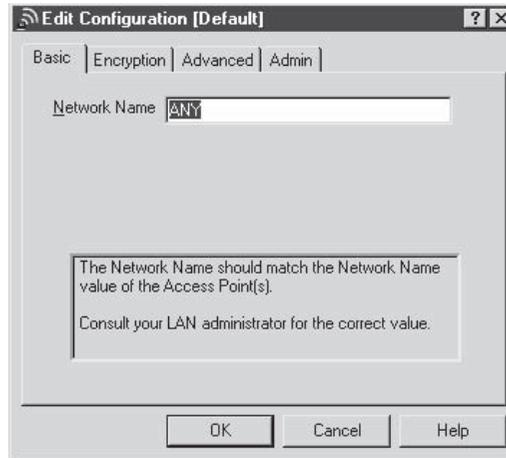 Edit Configuration [Default]
Basic Encryption Advanced Admin
Network Name ANY
The Network Name should match the Network Name
value of the Access Point(s).
Consult your LAN administrator for the correct value.
OK Cancel Help